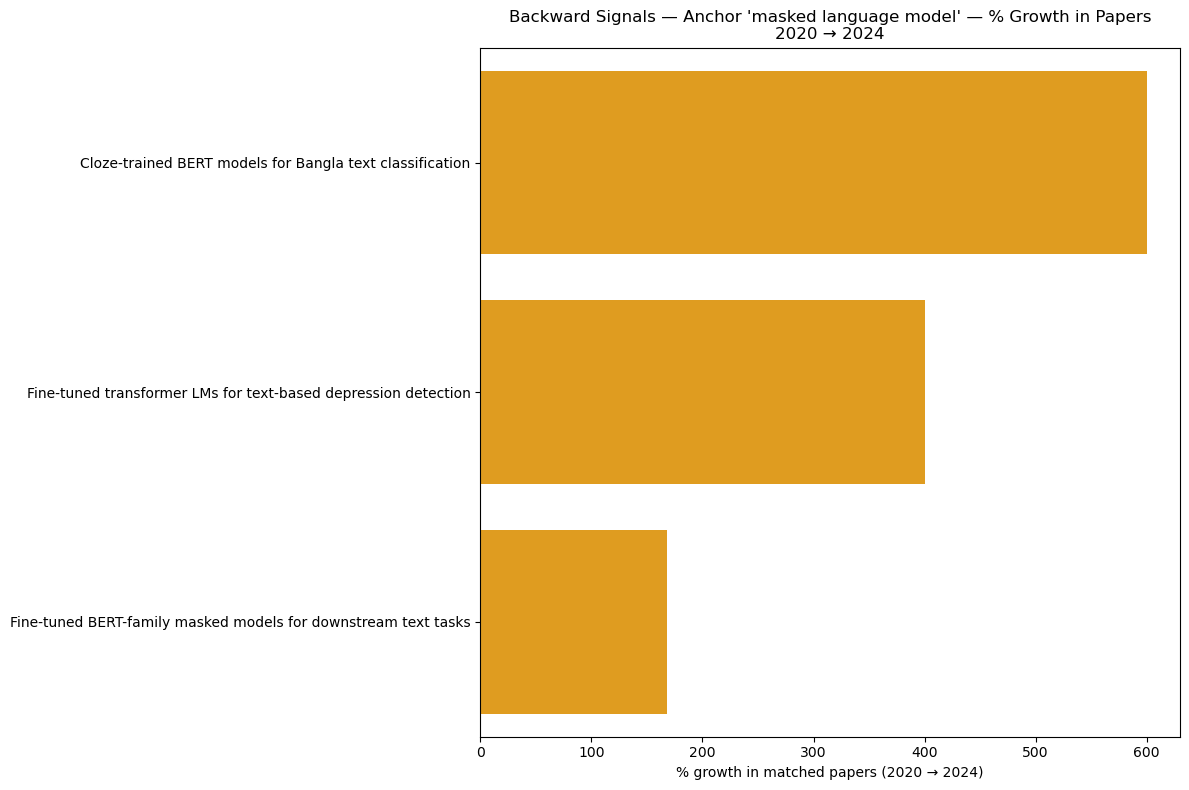 Backward Signals — Anchor 'masked language model' — % Growth in Papers
2020 → 2024
Cloze-trained BERT models for Bangla text classification
Fine-tuned transformer LMs for text-based depression detection
Fine-tuned BERT-family masked models for downstream text tasks
0 100 200 300 400 500 600
% growth in matched papers (2020 → 2024)